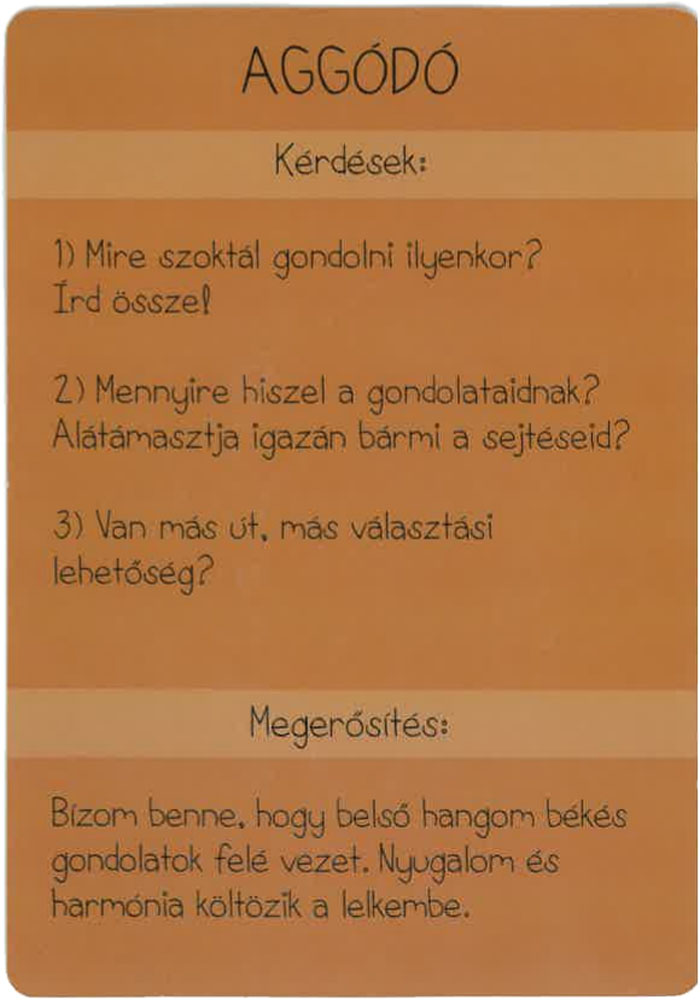 AGGÓDÓ
Kérdések:
1) Mire szoktál gondolni ilyenkor?
Írd össze!
2) Mennyire hiszel a gondolataidnak?
Alátámasztja igazán bármi a sejtéseid?
3) Van más út, más választási
lehetőség?
Megerősítés:
Bízom benne, hogy belső hangom békés
gondolatok felé vezet. Nyugalom és
harmónia költözik a lelkembe.